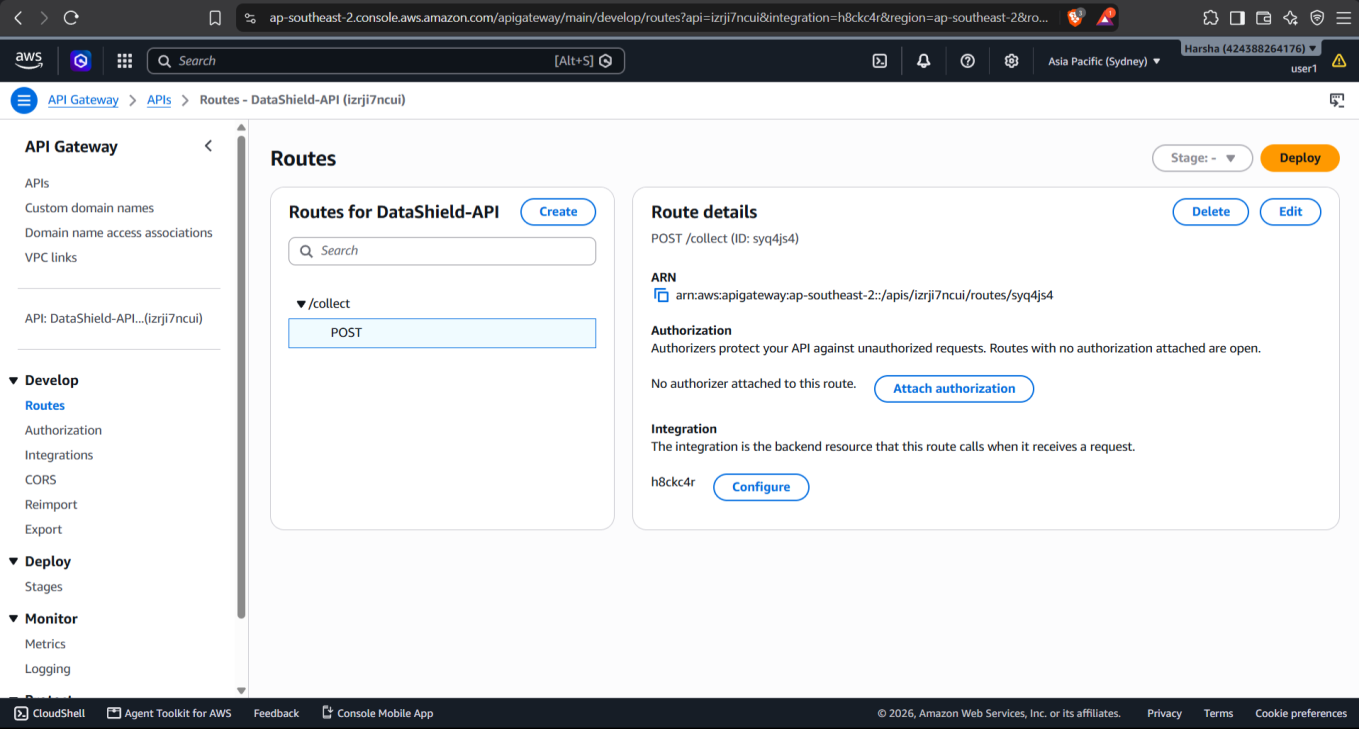 ap-southeast-2.console.aws.amazon.com/apigateway/main/develop/routes?api=izrji7ncui&integration=h8ckc4r&region=ap-southeast-2&ro...
3
1
aws
Search
[Alt+S]
Asia Pacific (Sydney)
Harsha (424388264176)
user1
API Gateway
APIs
Routes - DataShield-API (izrji7ncui)
API Gateway
APIs
Custom domain names
Domain name access associations
VPC links
API: DataShield-API...(izrji7ncui)
Develop
Routes
Authorization
Integrations
CORS
Reimport
Export
Deploy
Stages
Monitor
Metrics
Logging
Routes
Stage: -
Deploy
Routes for DataShield-API
Create
Search
/collect
POST
Route details
Delete
Edit
POST /collect (ID: syq4js4)
ARN
arn:aws:apigateway:ap-southeast-2::/apis/izrji7ncui/routes/syq4js4
Authorization
Authorizers protect your API against unauthorized requests. Routes with no authorization attached are open.
No authorizer attached to this route.
Attach authorization
Integration
The integration is the backend resource that this route calls when it receives a request.
h8ckc4r
Configure
CloudShell
Agent Toolkit for AWS
Feedback
Console Mobile App
© 2026, Amazon Web Services, Inc. or its affiliates.
Privacy
Terms
Cookie preferences